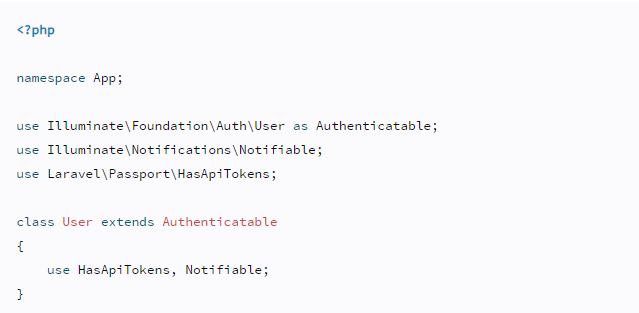 <?php
namespace App;
use Illuminate\Foundation\Auth\User as Authenticatable;
use Illuminate\Notifications\Notifiable;
use Laravel\Passport\HasApiTokens;
class User extends Authenticatable
{
    use HasApiTokens, Notifiable;
}